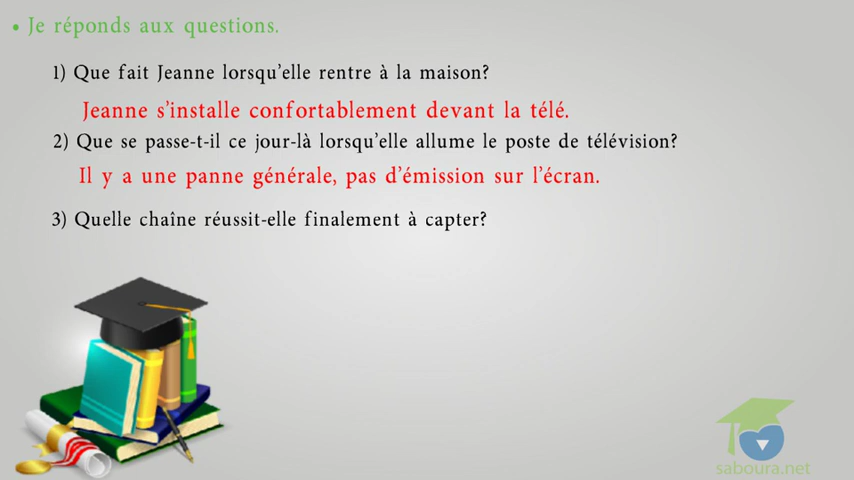 • Je réponds aux questions.
1) Que fait Jeanne lorsqu'elle rentre à la maison?
Jeanne s'installe confortablement devant la télé.
2) Que se passe-t-il ce jour-là lorsqu'elle allume le poste de télévision?
Il y a une panne générale, pas d'émission sur l'écran.
3) Quelle chaîne réussit-elle finalement à capter?
saboura.net